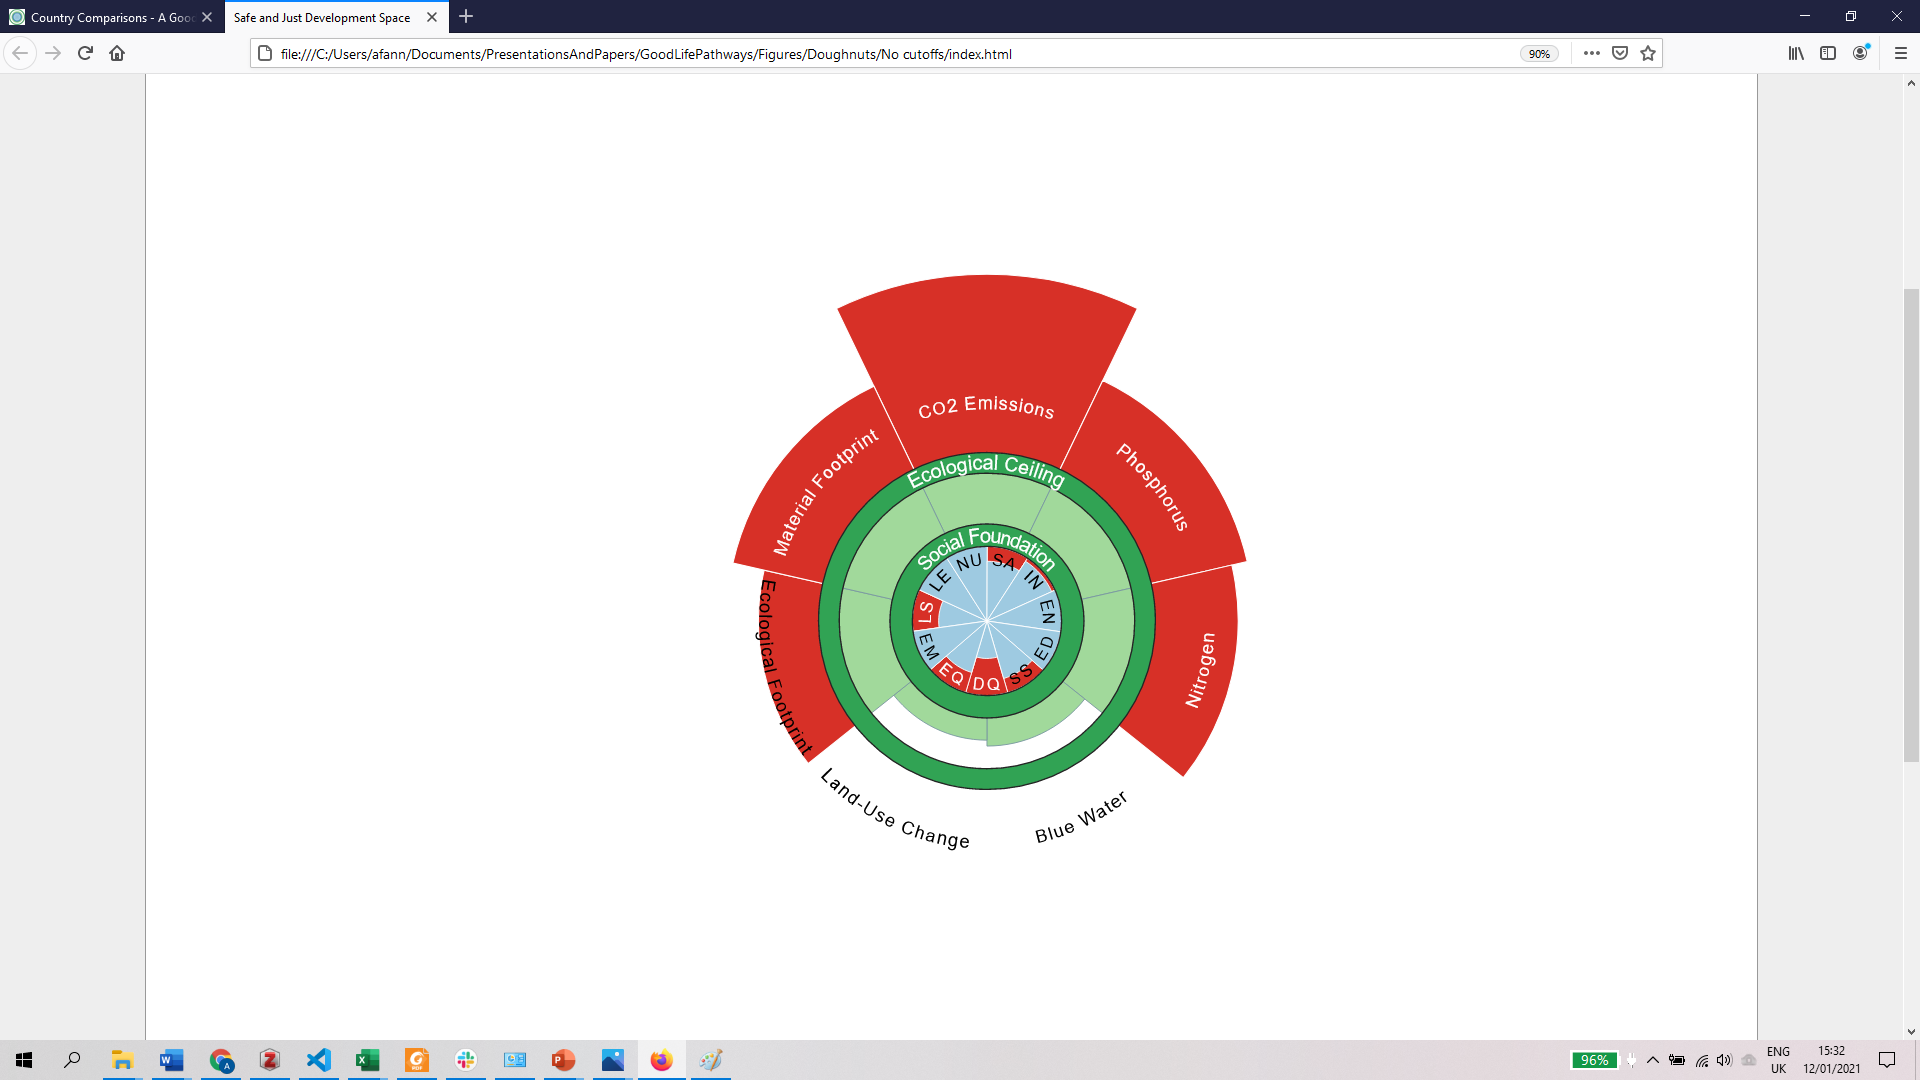 Country Comparisons - A Goo
Safe and Just Development Space
file:///C:/Users/afann/Documents/PresentationsAndPapers/GoodLifePathways/Figures/Doughnuts/No cutoffs/index.html
90%
CO2 Emissions
Phosphorus
Nitrogen
Blue Water
Land-Use Change
Ecological Footprint
Material Footprint
Ecological Ceiling
Social Foundation
SA
IN
EN
ED
SS
DQ
EQ
EM
LS
LE
NU
96%
ENG
UK
15:32
12/01/2021